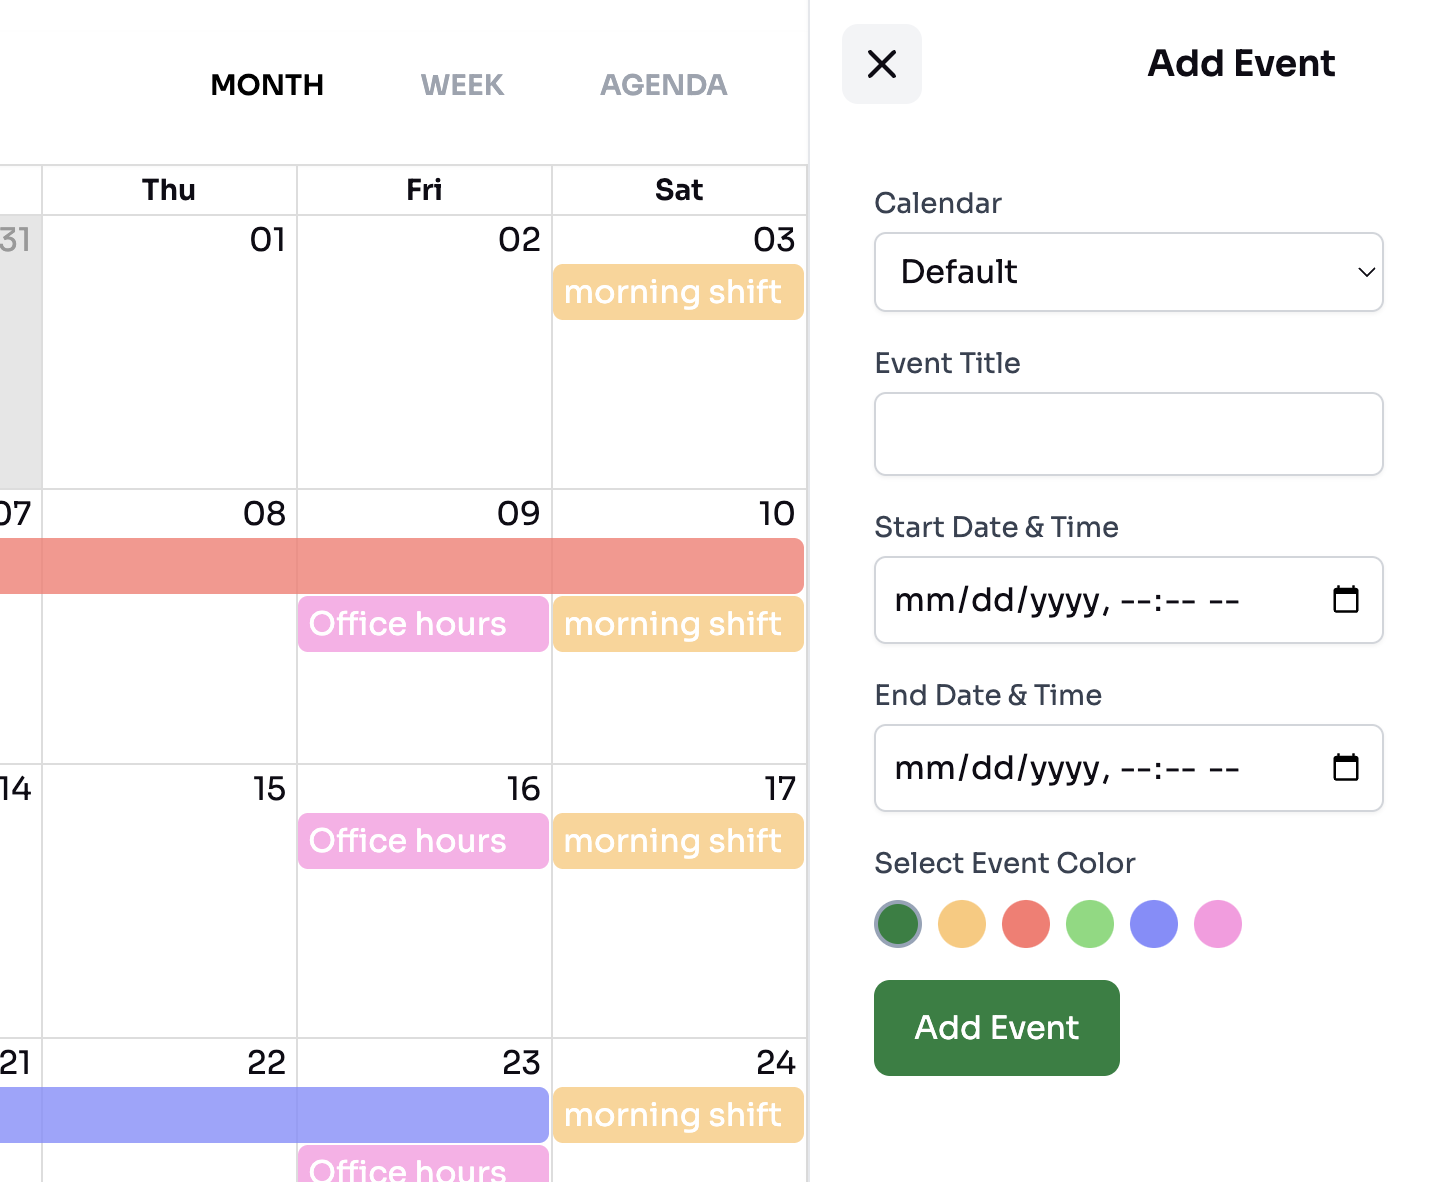 MONTH WEEK AGENDA
Thu Fri Sat
31 01 02 03
morning shift
07 08 09 10
Office hours morning shift
14 15 16 17
Office hours morning shift
21 22 23 24
morning shift
Office hours
Add Event
Calendar
Default
Event Title
Start Date & Time
mm/dd/yyyy, --:-- --
End Date & Time
mm/dd/yyyy, --:-- --
Select Event Color
Add Event